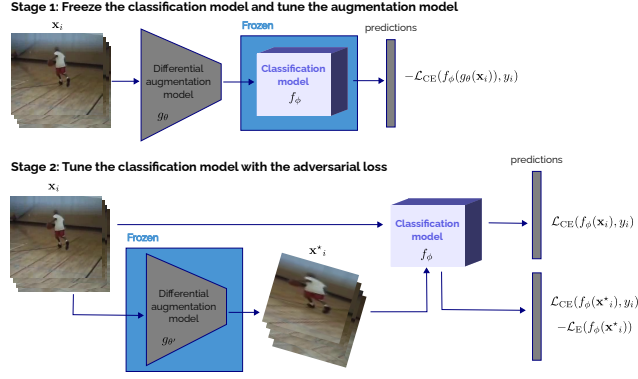 Stage 1: Freeze the classification model and tune the augmentation model
x_i
Frozen
predictions
Differential
augmentation
model
g_θ
Classification
model
f_ϕ
−ℒ_CE(f_ϕ(g_θ(x_i)), y_i)
Stage 2: Tune the classification model with the adversarial loss
predictions
x_i
Classification
model
f_ϕ
ℒ_CE(f_ϕ(x_i), y_i)
Frozen
x*_i
Differential
augmentation
model
g_θ'
ℒ_CE(f_ϕ(x*_i), y_i)
−ℒ_E(f_ϕ(x*_i))